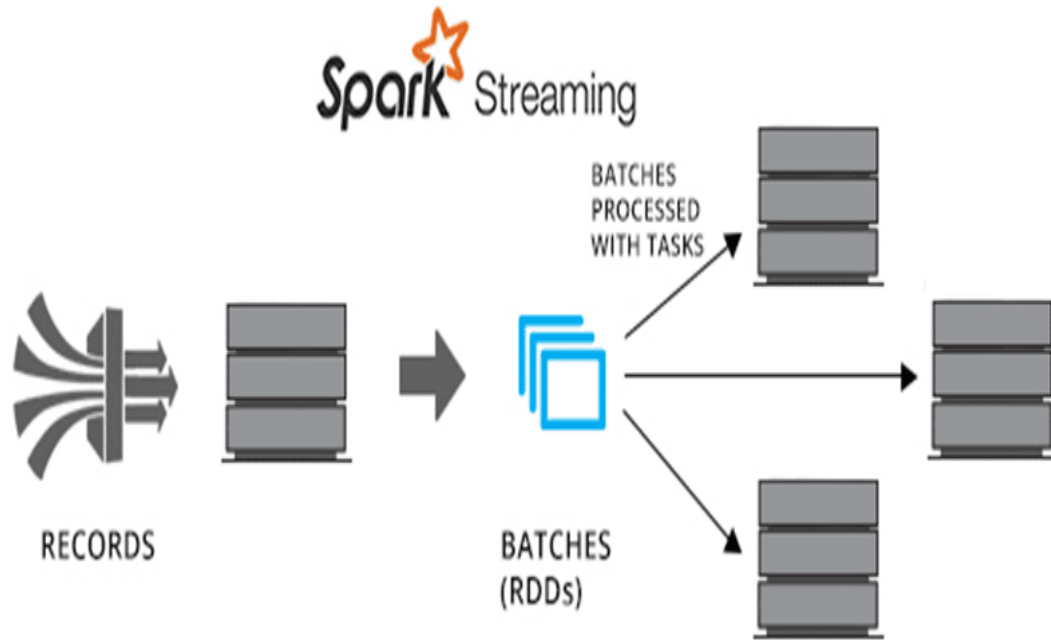 Spark Streaming
BATCHES
PROCESSED
WITH TASKS
RECORDS
BATCHES
(RDDs)